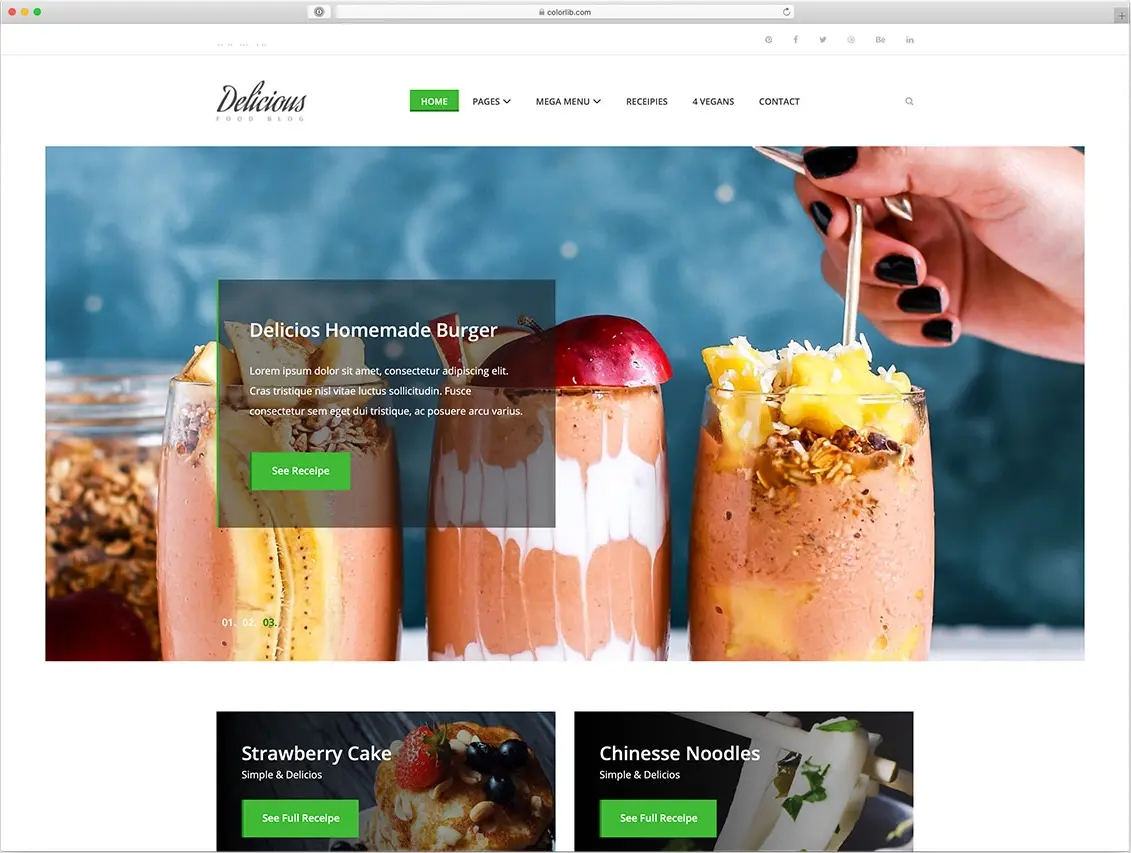 colorlib.com
Delicious
FOOD BLOG
HOME PAGES MEGA MENU RECEIPIES 4 VEGANS CONTACT
Delicios Homemade Burger
Lorem ipsum dolor sit amet, consectetur adipiscing elit.
Cras tristique nisl vitae luctus sollicitudin. Fusce
consectetur sem eget dui tristique, ac posuere arcu varius.
See Receipe
01. 02. 03.
Strawberry Cake
Simple & Delicios
See Full Receipe
Chinesse Noodles
Simple & Delicios
See Full Receipe